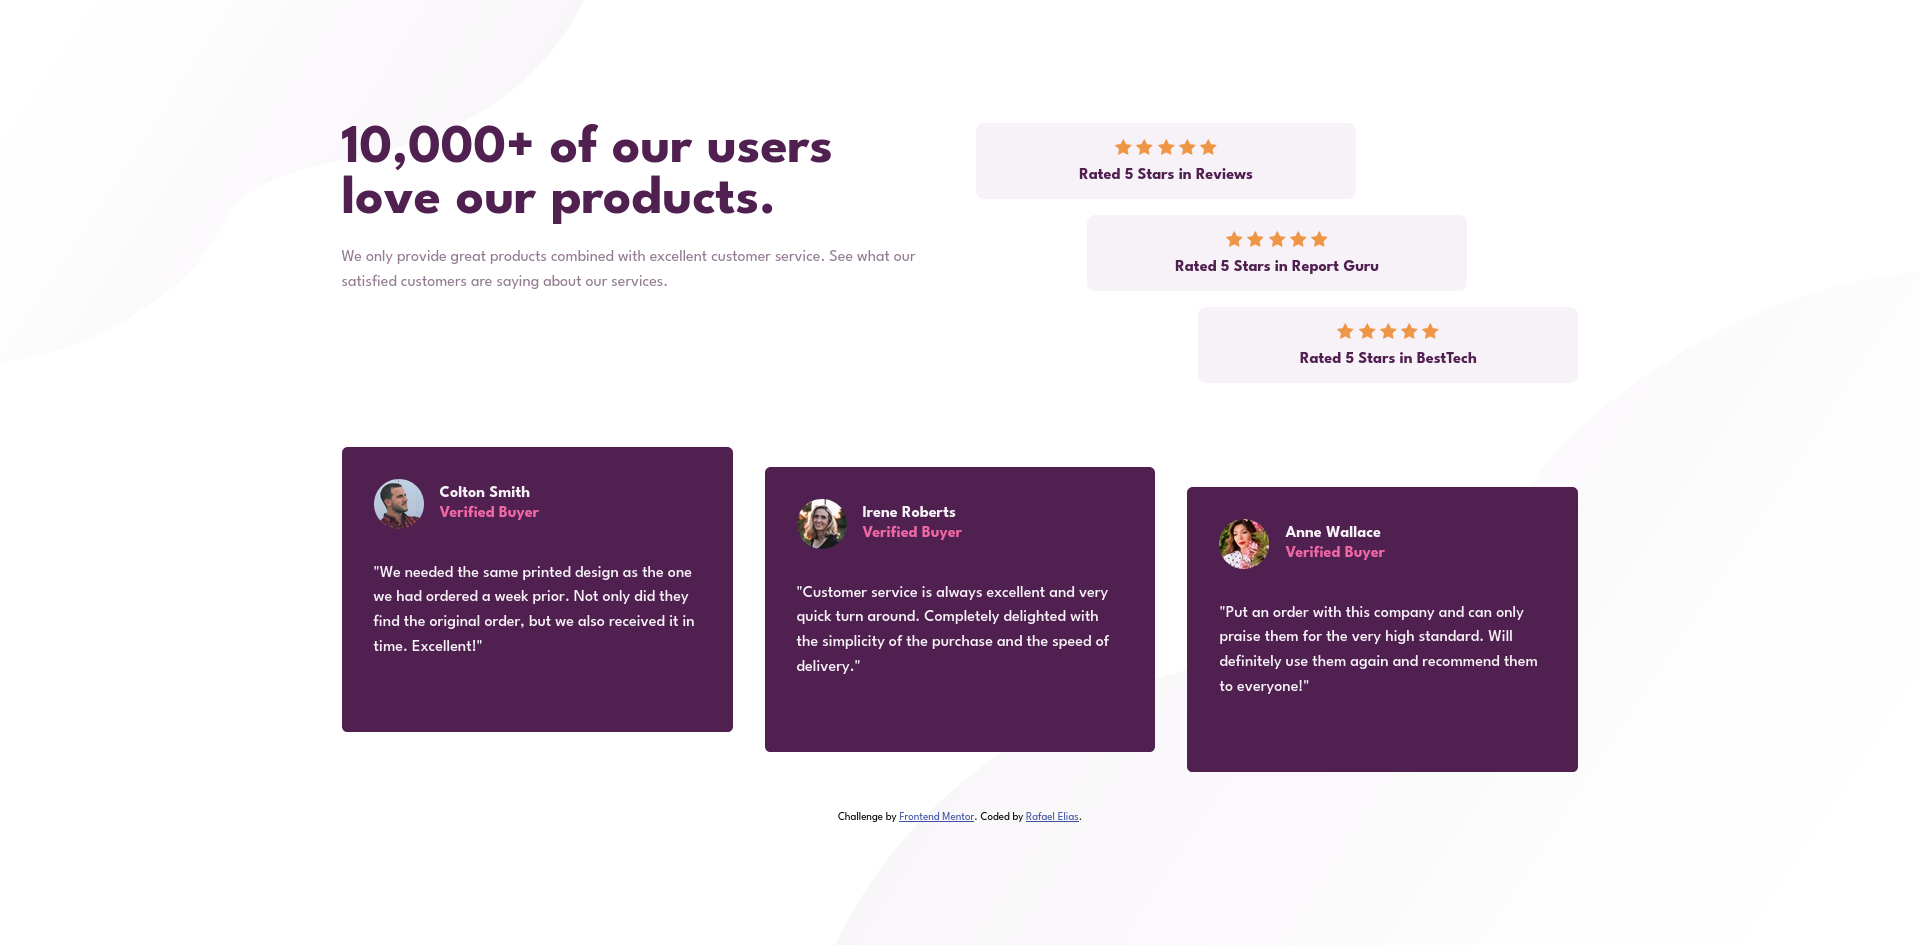 10,000+ of our users
love our products.
We only provide great products combined with excellent customer service. See what our
satisfied customers are saying about our services.
Rated 5 Stars in Reviews
Rated 5 Stars in Report Guru
Rated 5 Stars in BestTech
Colton Smith
Verified Buyer
"We needed the same printed design as the one
we had ordered a week prior. Not only did they
find the original order, but we also received it in
time. Excellent!"
Irene Roberts
Verified Buyer
"Customer service is always excellent and very
quick turn around. Completely delighted with
the simplicity of the purchase and the speed of
delivery."
Anne Wallace
Verified Buyer
"Put an order with this company and can only
praise them for the very high standard. Will
definitely use them again and recommend them
to everyone!"
Challenge by Frontend Mentor. Coded by Rafael Elias.